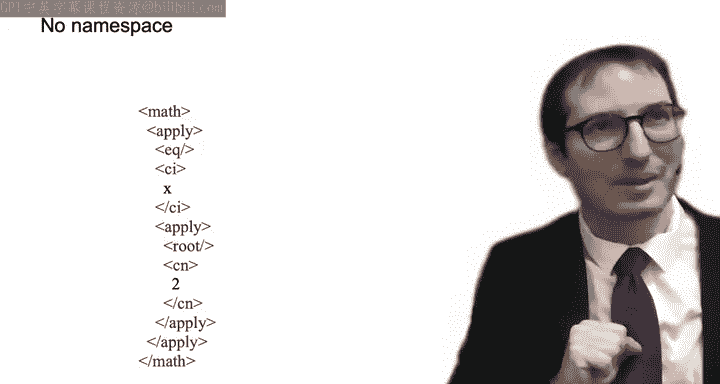 No namespace
<math>
<apply>
<eq/>
<ci>
x
</ci>
<apply>
<root/>
<cn>
2
</cn>
</apply>
</apply>
</math>